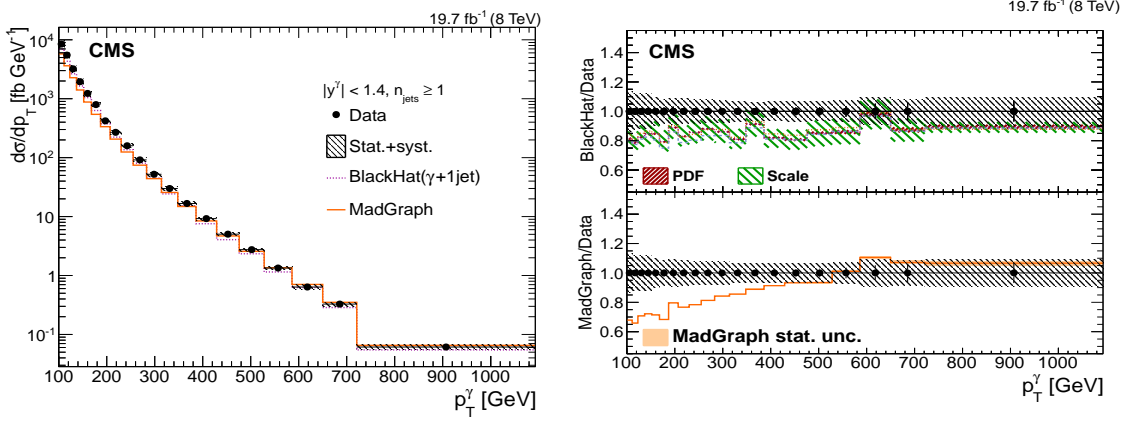 19.7 fb⁻¹ (8 TeV)
CMS
dσ/dp_T [fb GeV⁻¹]
10⁴
10³
10²
10
1
10⁻¹
|y^γ| < 1.4, n_jets ≥ 1
Data
Stat.+syst.
BlackHat(γ+1jet)
MadGraph
100 200 300 400 500 600 700 800 900 1000
p_T^γ [GeV]
19.7 fb⁻¹ (8 TeV)
CMS
BlackHat/Data
1.4
1.2
1.0
0.8
0.6
PDF
Scale
MadGraph/Data
1.4
1.2
1.0
0.8
0.6
MadGraph stat. unc.
100 200 300 400 500 600 700 800 900 1000
p_T^γ [GeV]